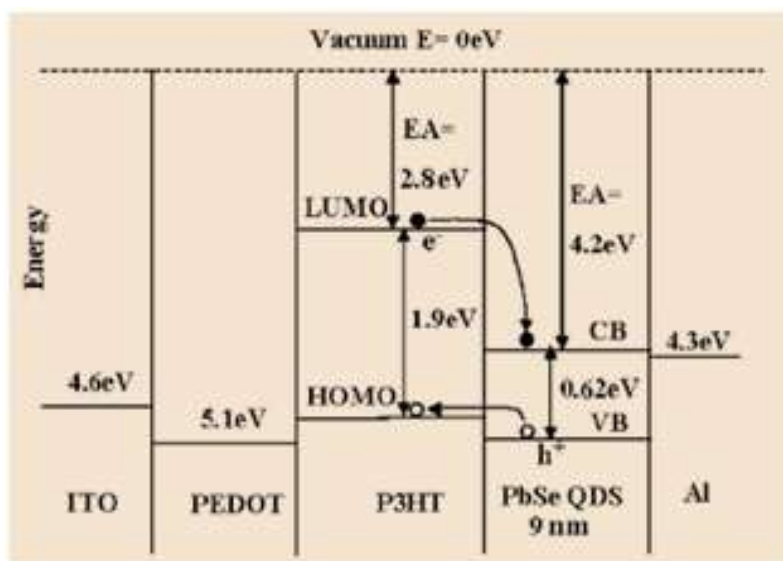 Vacuum E= 0eV
Energy
EA=
2.8eV
EA=
4.2eV
LUMO
e-
1.9eV
CB
4.3eV
4.6eV
HOMO
0.62eV
5.1eV
VB
h+
ITO
PEDOT
P3HT
PbSe QDS
9 nm
Al